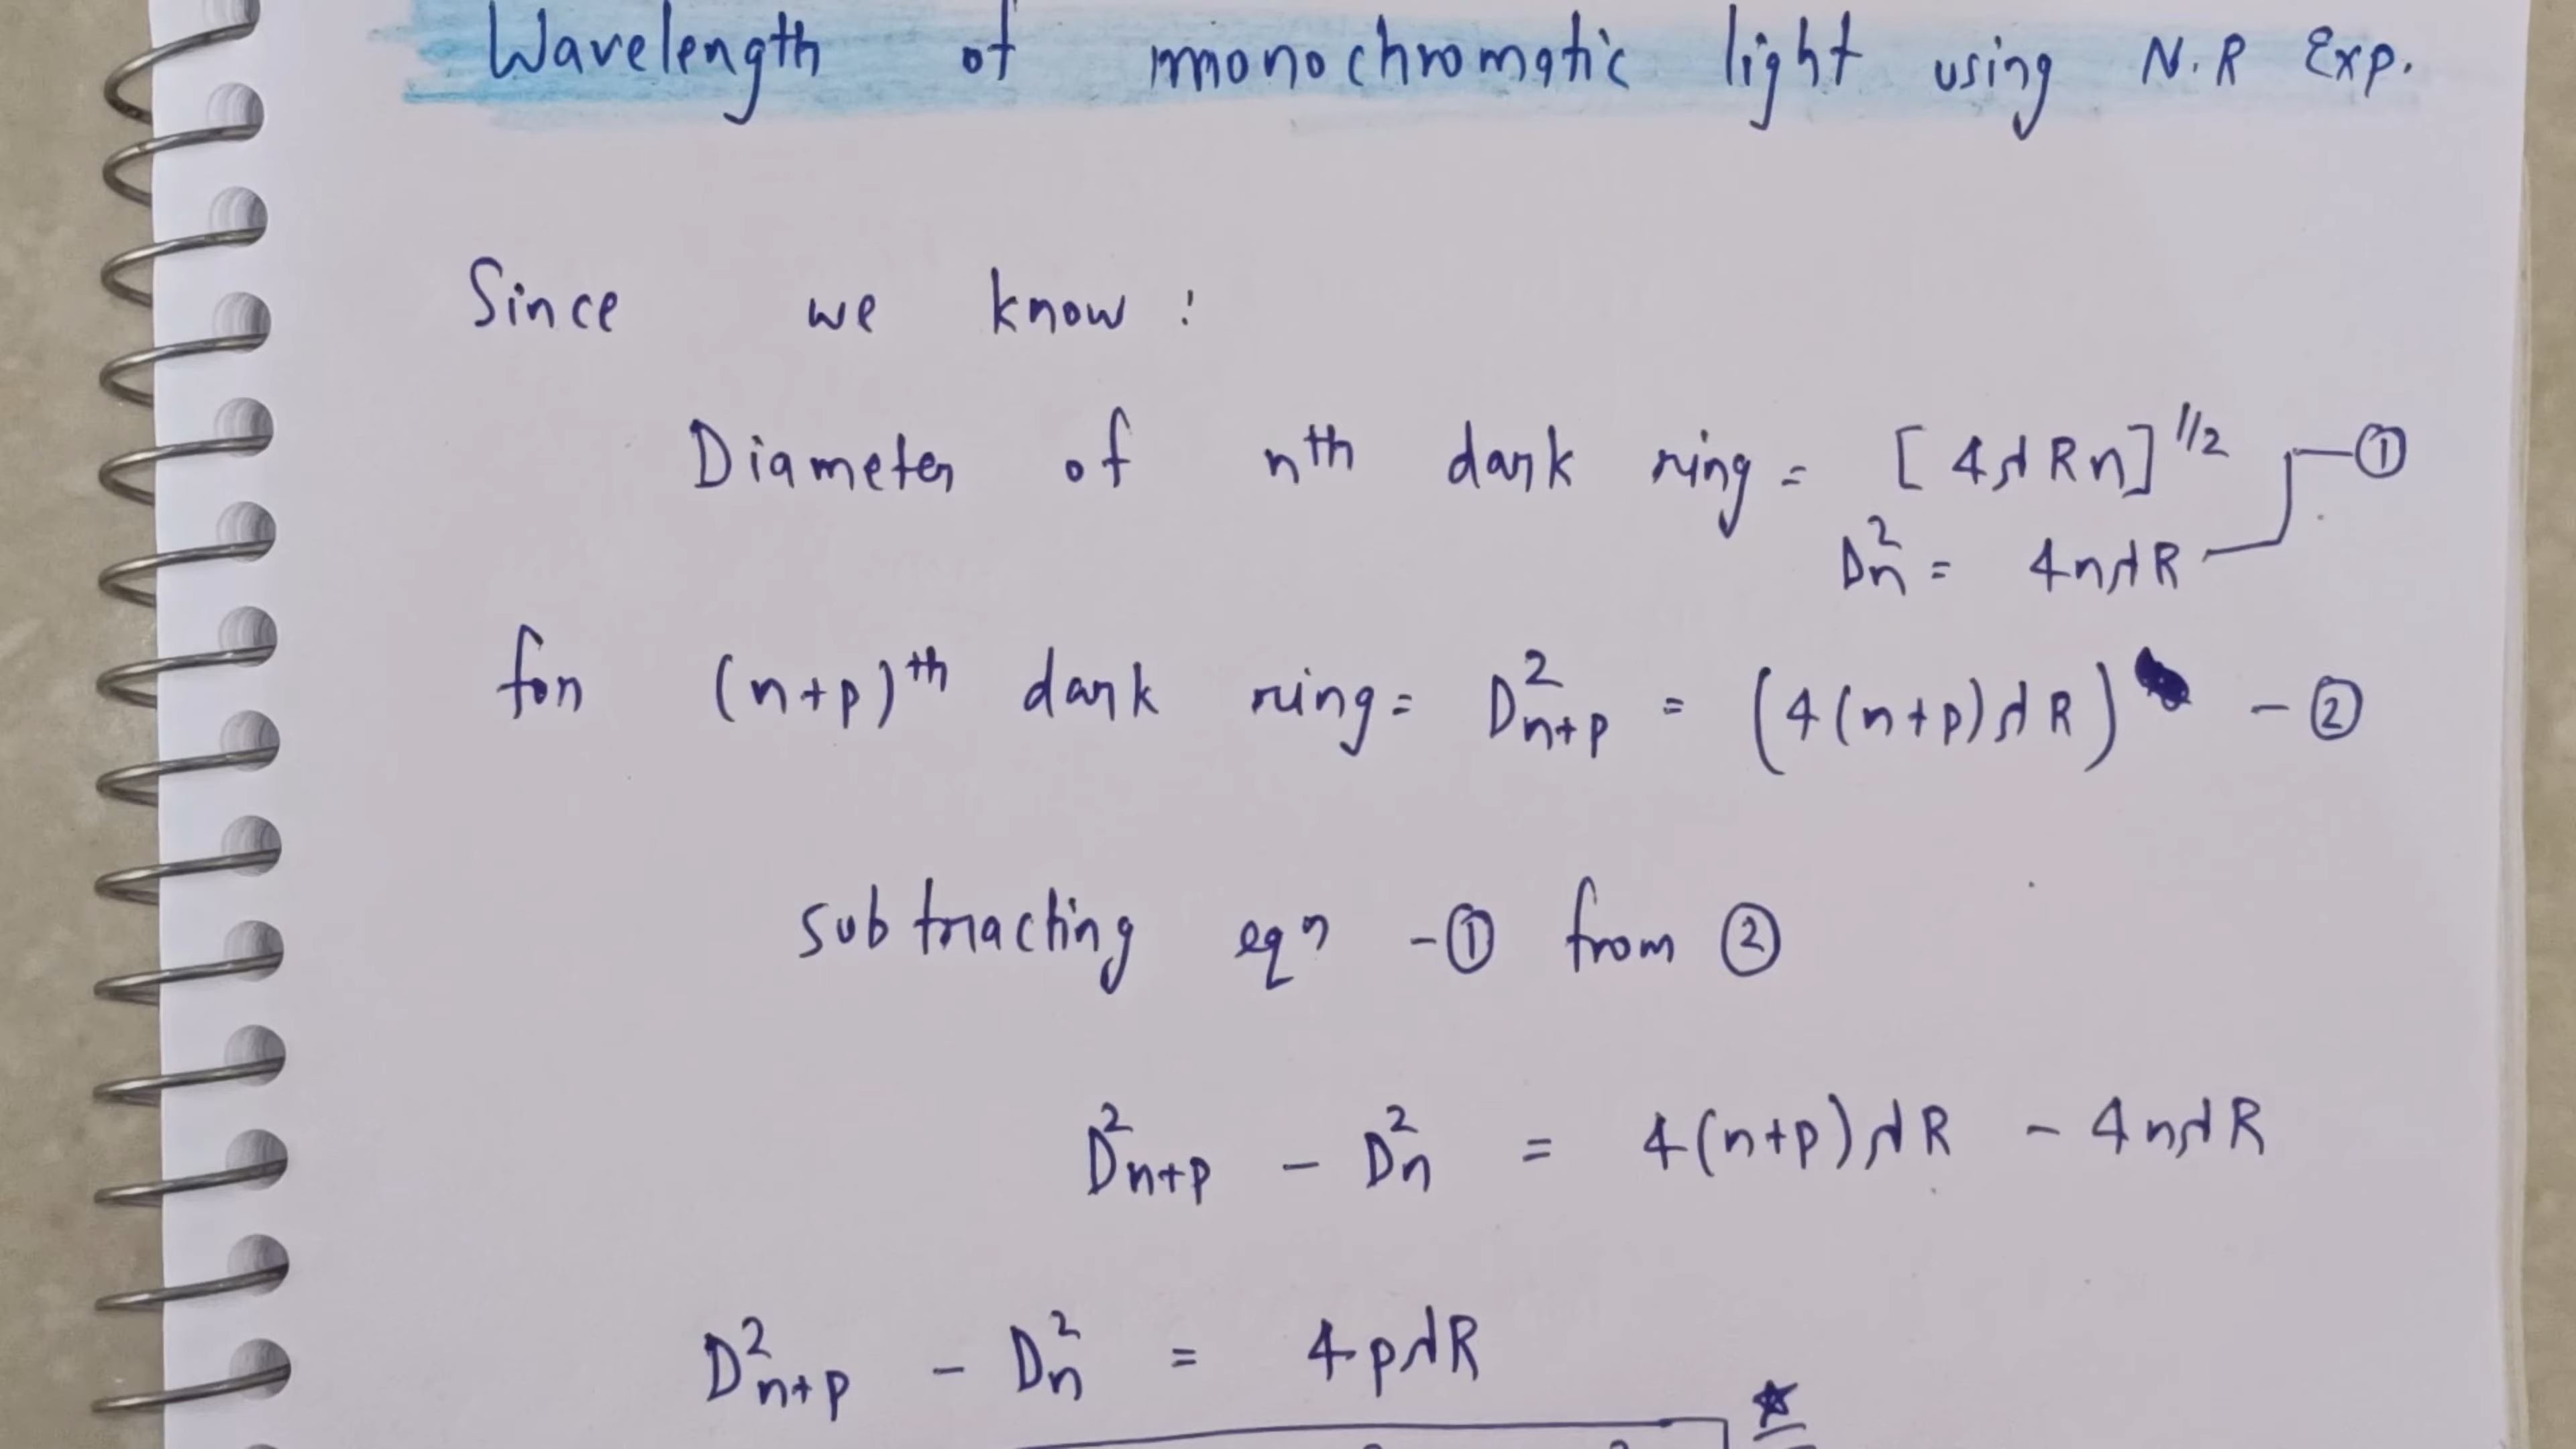 Wavelength of monochromatic light using N.R Exp.
Since we know :
Diameter of nth dark ring = [4λRn]^1/2 — ①
D²n = 4nλR
for (n+p)th dark ring = D²n+p = (4(n+p)λR) - ②
subtracting eqn - ① from ②
D²n+p - D²n = 4(n+p)λR - 4nλR
D²n+p - D²n = 4pλR